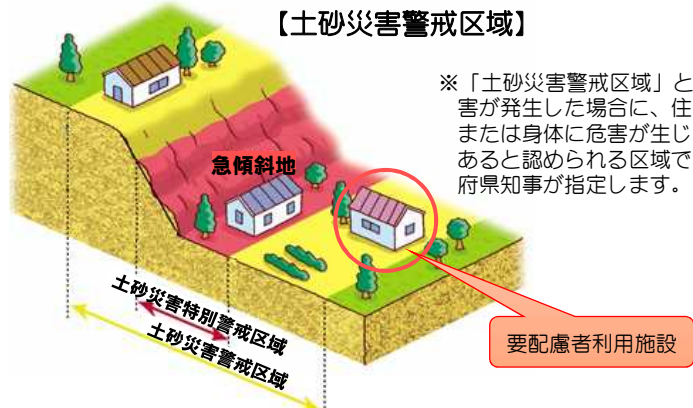 【土砂災害警戒区域】
※「土砂災害警戒区域」と
害が発生した場合に、住
または身体に危害が生じ
あると認められる区域で
府県知事が指定します。
急傾斜地
土砂災害特別警戒区域
土砂災害警戒区域
要配慮者利用施設